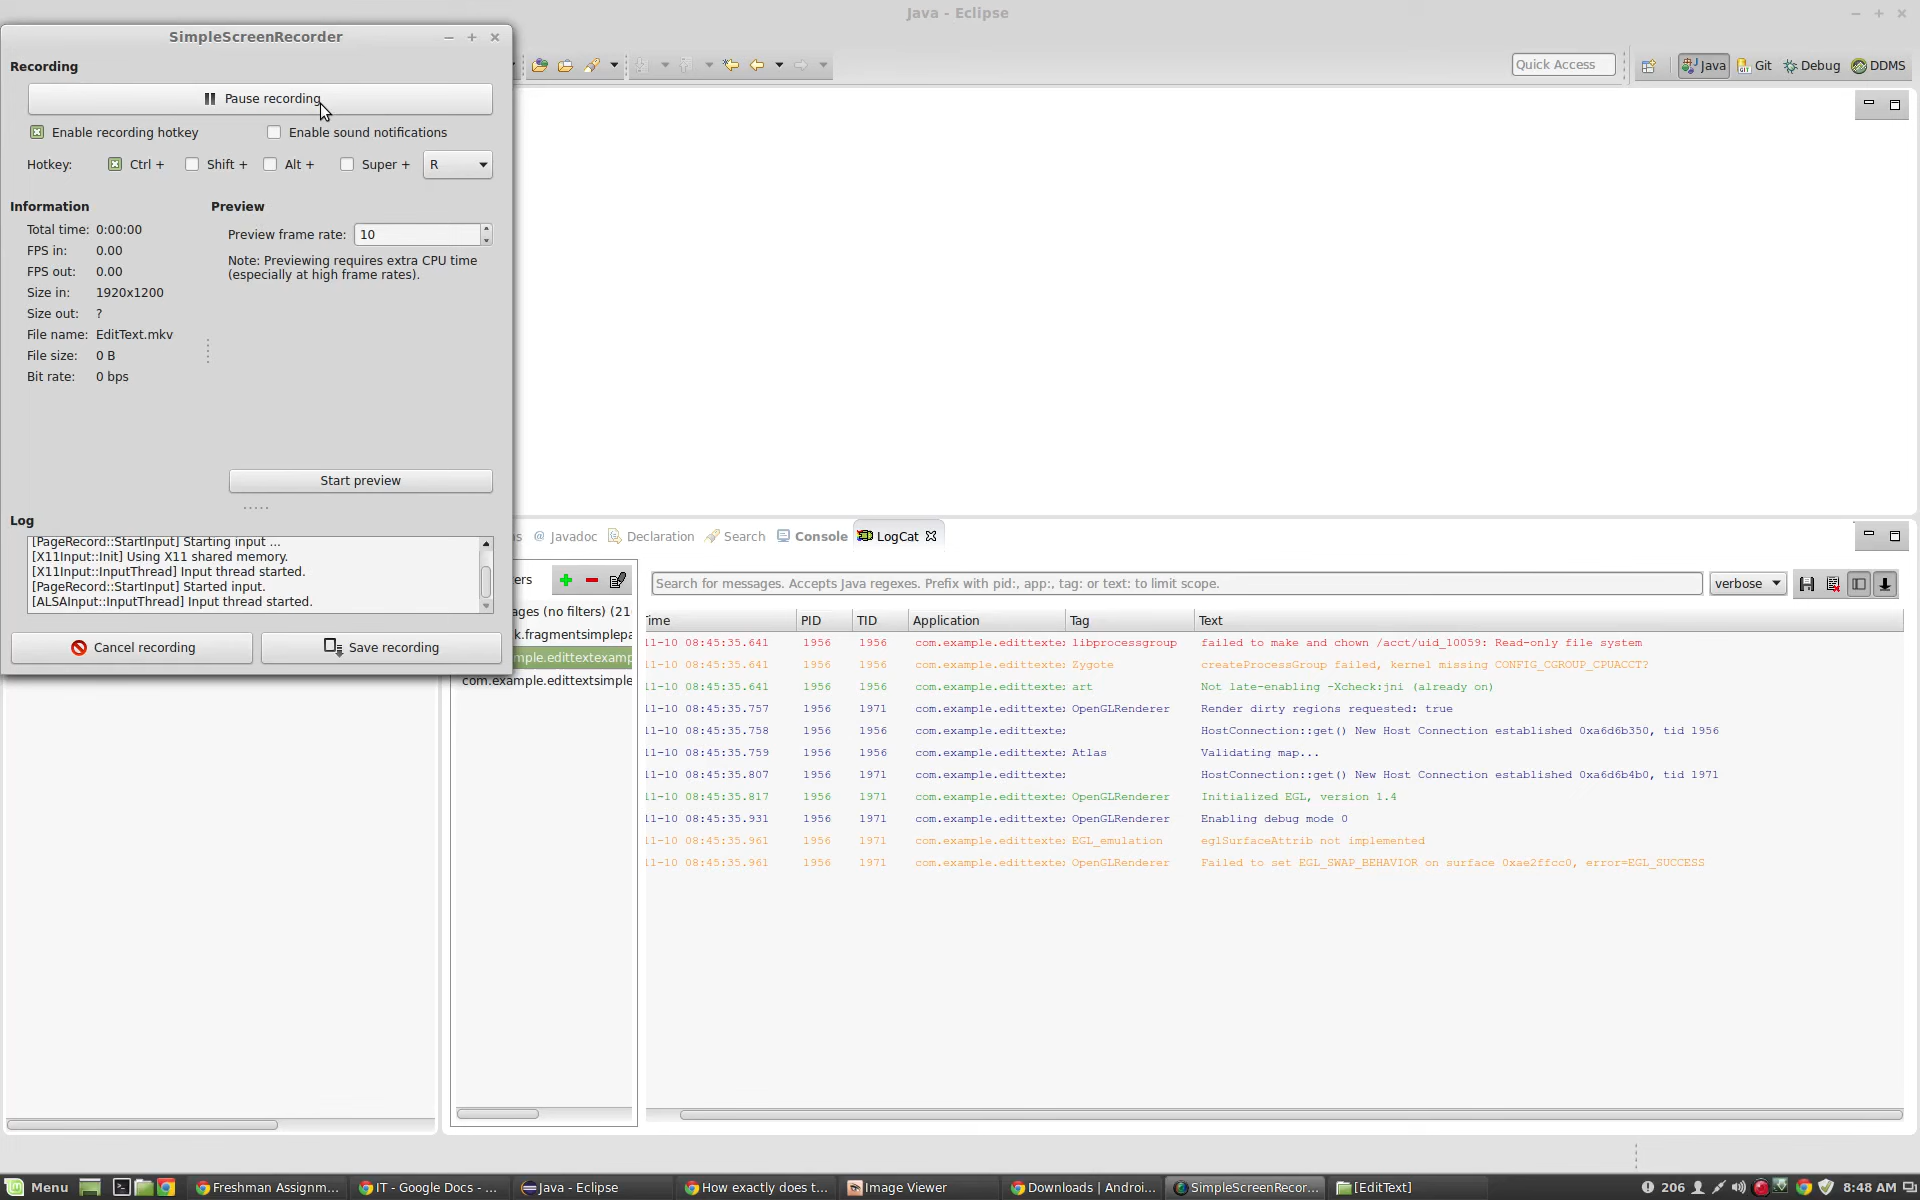 Java - Eclipse
SimpleScreenRecorder
Recording
Pause recording
Enable recording hotkey
Enable sound notifications
Hotkey: Ctrl + Shift + Alt + Super + R
Information
Total time: 0:00:00
FPS in: 0.00
FPS out: 0.00
Size in: 1920x1200
Size out: ?
File name: EditText.mkv
File size: 0 B
Bit rate: 0 bps
Preview
Preview frame rate: 10
Note: Previewing requires extra CPU time
(especially at high frame rates).
Start preview
Log
[PageRecord::StartInput] Starting input ...
[X11Input::Init] Using X11 shared memory.
[X11Input::InputThread] Input thread started.
[PageRecord::StartInput] Started input.
[ALSAInput::InputThread] Input thread started.
Cancel recording
Save recording
Quick Access
Java Git Debug DDMS
ns @ Javadoc Declaration Search Console LogCat
ers
Search for messages. Accepts Java regexes. Prefix with pid:, app:, tag: or text: to limit scope.
verbose
ages (no filters) (21
k.fragmentsimplepa
mple.edittextexamp
com.example.edittextsimple
Time PID TID Application Tag Text
11-10 08:45:35.641 1956 1956 com.example.edittexte: libprocessgroup failed to make and chown /acct/uid_10059: Read-only file system
11-10 08:45:35.641 1956 1956 com.example.edittexte: Zygote createProcessGroup failed, kernel missing CONFIG_CGROUP_CPUACCT?
11-10 08:45:35.641 1956 1956 com.example.edittexte: art Not late-enabling -Xcheck:jni (already on)
11-10 08:45:35.757 1956 1971 com.example.edittexte: OpenGLRenderer Render dirty regions requested: true
11-10 08:45:35.758 1956 1956 com.example.edittexte: HostConnection::get() New Host Connection established 0xa6d6b350, tid 1956
11-10 08:45:35.759 1956 1956 com.example.edittexte: Atlas Validating map...
11-10 08:45:35.807 1956 1971 com.example.edittexte: HostConnection::get() New Host Connection established 0xa6d6b4b0, tid 1971
11-10 08:45:35.817 1956 1971 com.example.edittexte: OpenGLRenderer Initialized EGL, version 1.4
11-10 08:45:35.931 1956 1971 com.example.edittexte: OpenGLRenderer Enabling debug mode 0
11-10 08:45:35.961 1956 1971 com.example.edittexte: EGL_emulation eglSurfaceAttrib not implemented
11-10 08:45:35.961 1956 1971 com.example.edittexte: OpenGLRenderer Failed to set EGL_SWAP_BEHAVIOR on surface 0xae2ffcc0, error=EGL_SUCCESS
Menu Freshman Assignm... IT - Google Docs - ... Java - Eclipse How exactly does t... Image Viewer Downloads | Androi... SimpleScreenRecor... [EditText] 206 8:48 AM